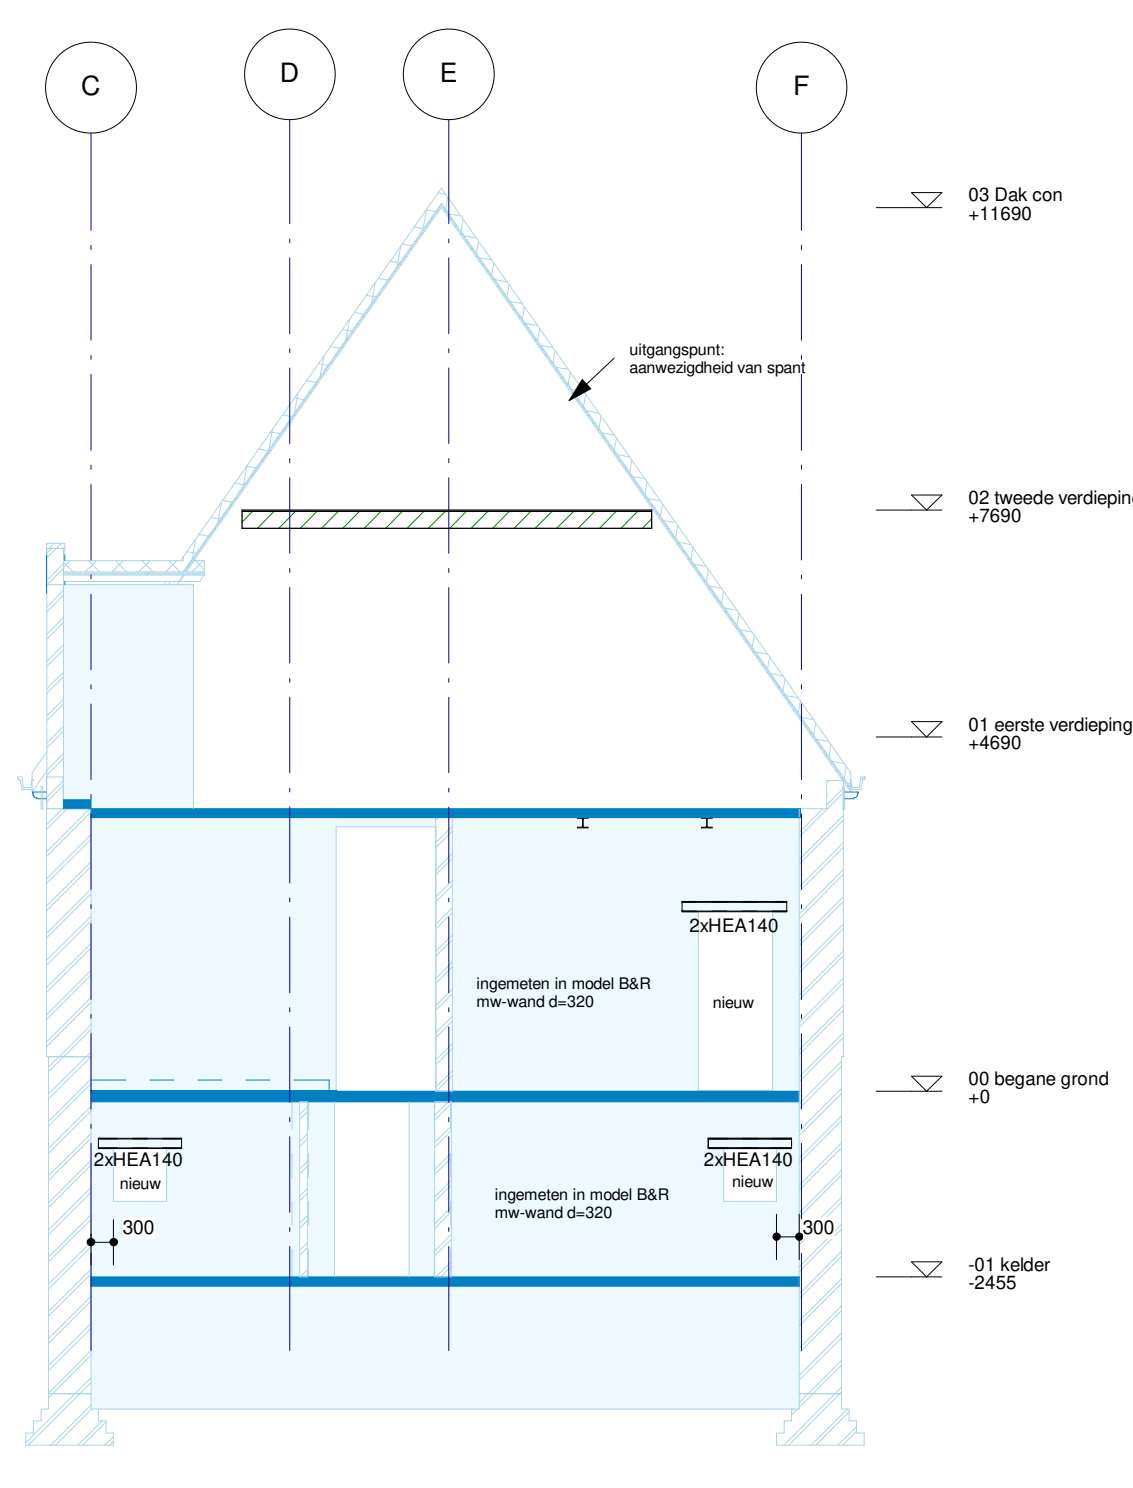 C
D
E
F
03 Dak con
+11690
uitgangspunt:
aanwezigdheid van spant
02 tweede verdieping
+7690
01 eerste verdieping
+4690
2xHEA140
ingemeten in model B&R
mw-wand d=320
nieuw
00 begane grond
+0
2xHEA140
nieuw
2xHEA140
nieuw
ingemeten in model B&R
mw-wand d=320
300
300
-01 kelder
-2455